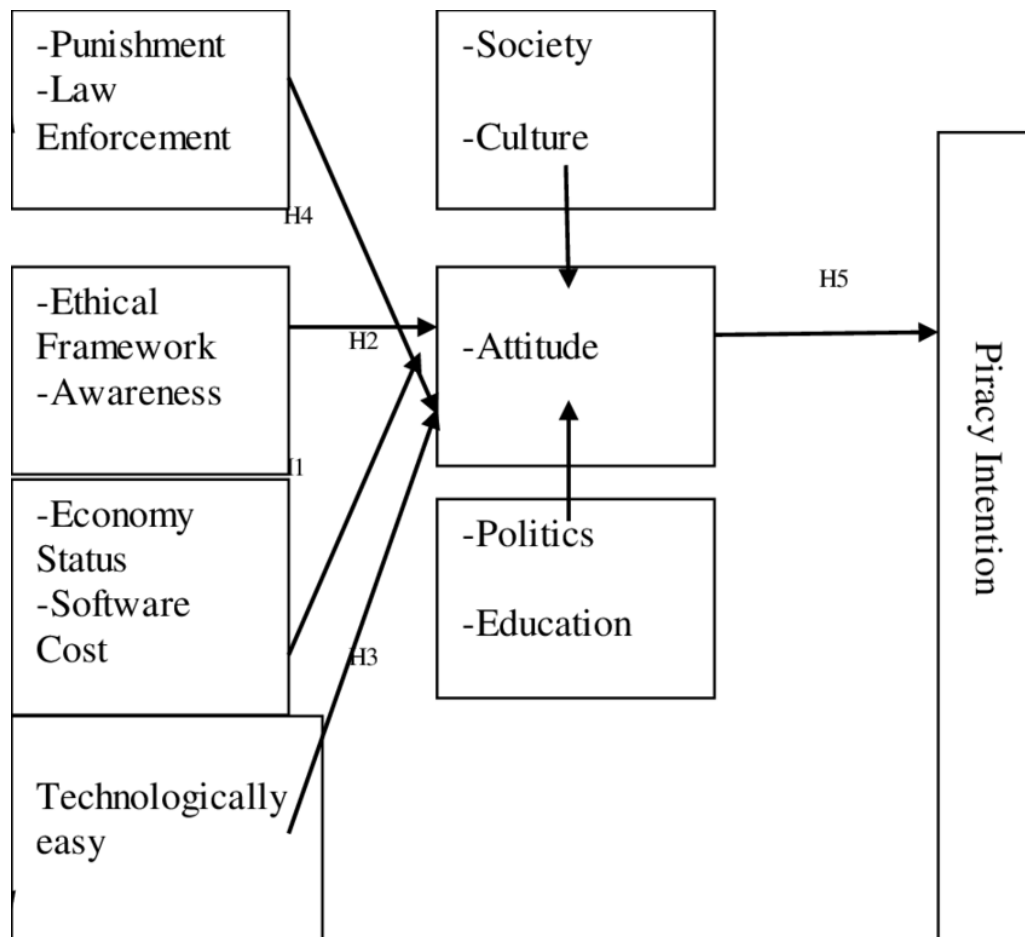 -Punishment
-Law
Enforcement
H4
-Ethical
Framework
-Awareness
H2
-Economy
Status
-Software
Cost
H3
Technologically
easy
-Society
-Culture
-Attitude
-Politics
-Education
H5
Piracy Intention